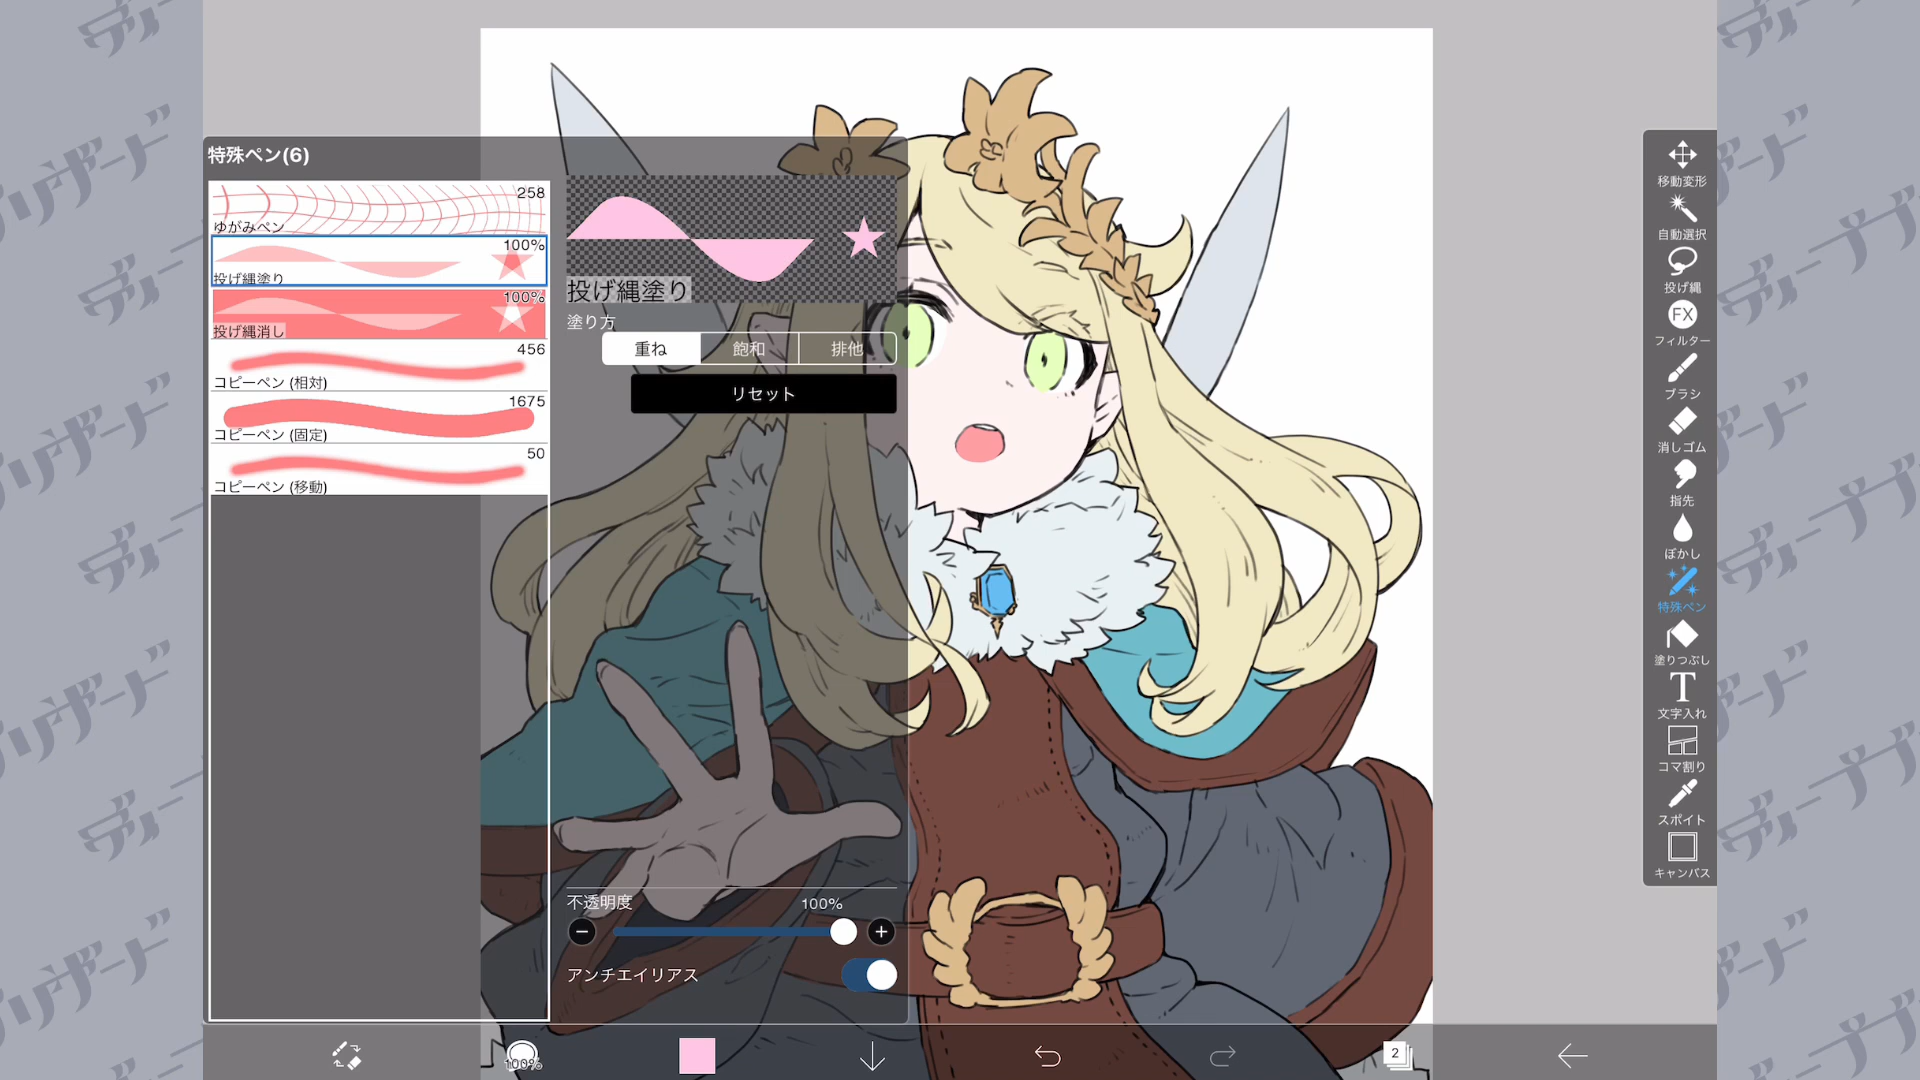 特殊ペン(6)
258
ゆがみペン
100%
投げ縄塗り
100%
投げ縄消し
456
コピーペン (相対)
1675
コピーペン (固定)
50
コピーペン (移動)
投げ縄塗り
塗り方
重ね 飽和 排他
リセット
不透明度 100%
アンチエイリアス
移動変形
自動選択
投げ縄
FX
フィルター
ブラシ
消しゴム
指先
ぼかし
特殊ペン
塗りつぶし
T
文字入れ
コマ割り
スポイト
キャンバス
100%
2